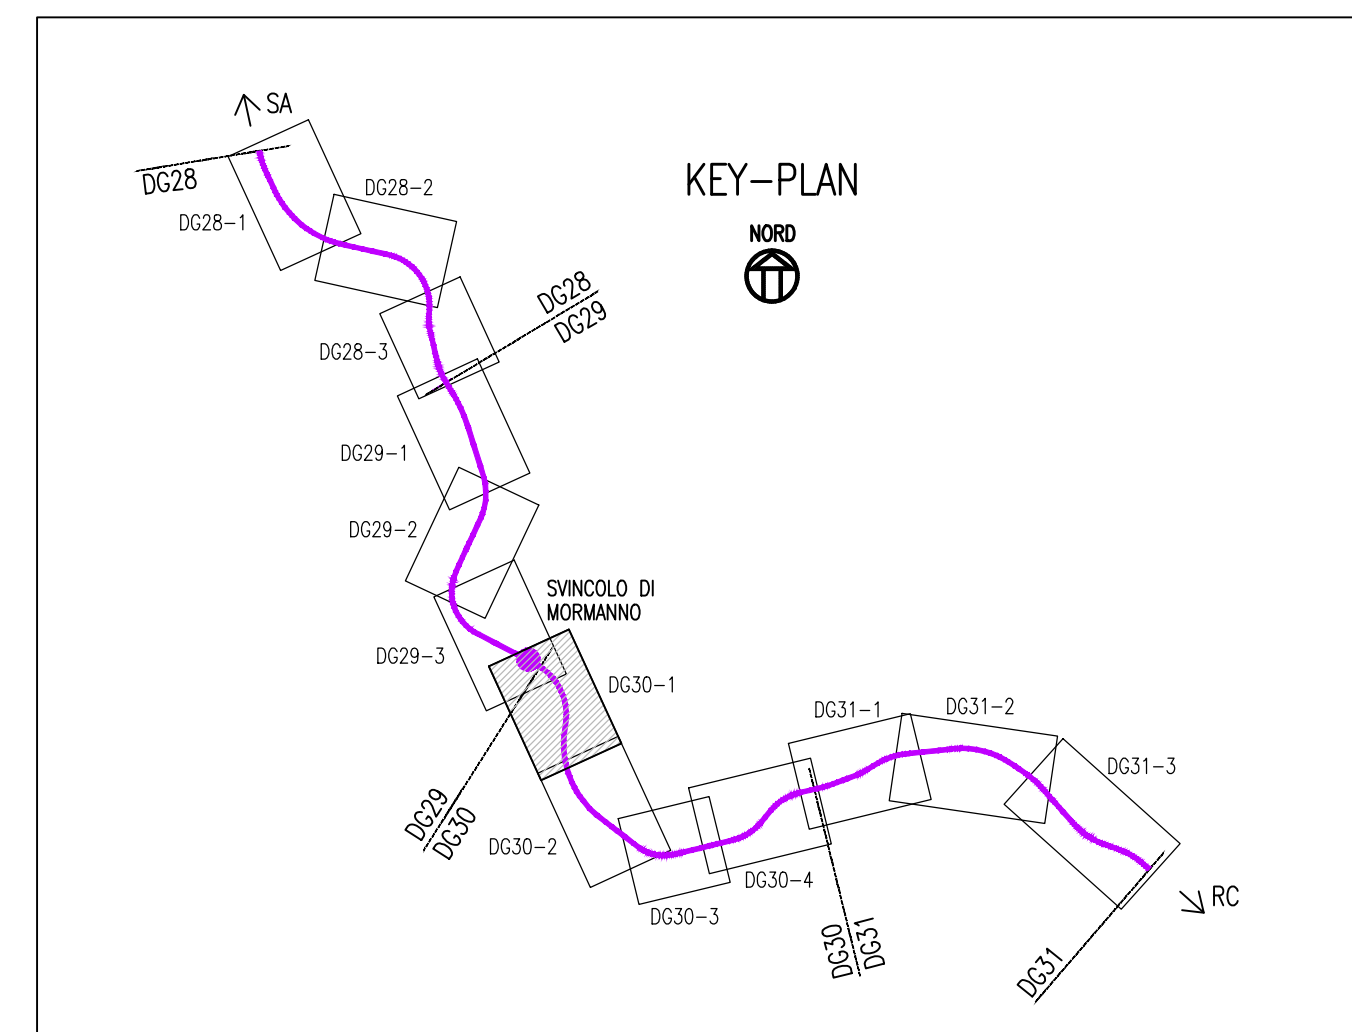 SA
DG28
DG28-1
DG28-2
KEY-PLAN
NORD
DG28
DG29
DG28-3
DG29-1
DG29-2
SVINCOLO DI
MORMANNO
DG29-3
DG30-1
DG29
DG30
DG30-2
DG30-3
DG30-4
DG31-1
DG31-2
DG31-3
RC
DG30
DG31
DG31